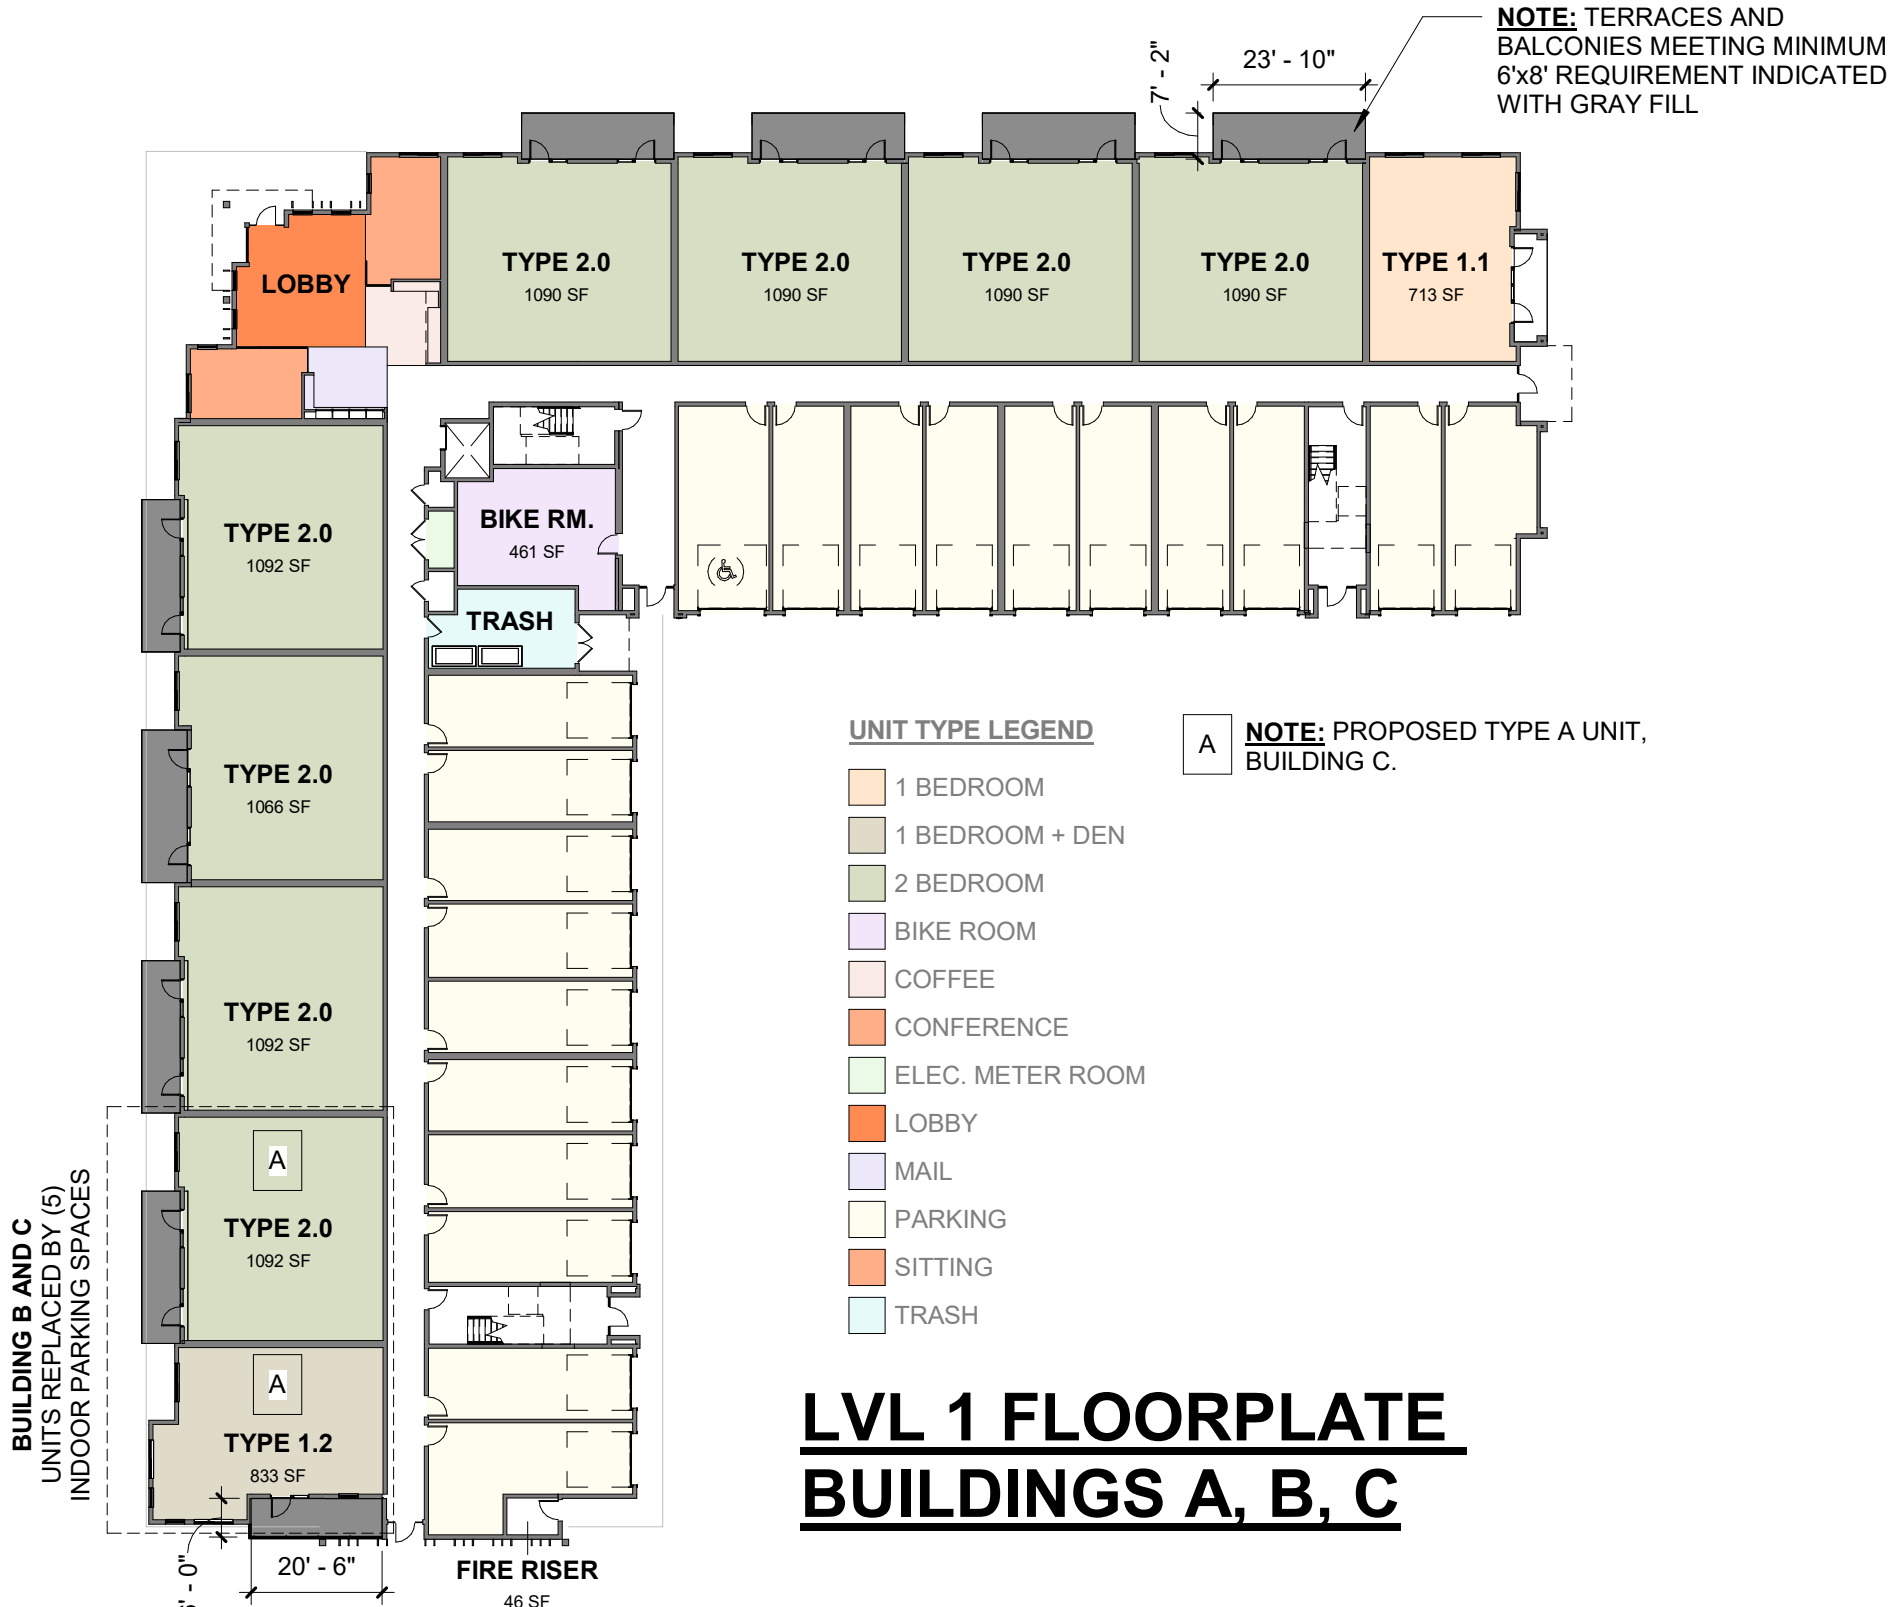 NOTE: TERRACES AND
BALCONIES MEETING MINIMUM
6'x8' REQUIREMENT INDICATED
WITH GRAY FILL
7' - 2"
23' - 10"
LOBBY
TYPE 2.0
1090 SF
TYPE 2.0
1090 SF
TYPE 2.0
1090 SF
TYPE 2.0
1090 SF
TYPE 1.1
713 SF
TYPE 2.0
1092 SF
BIKE RM.
461 SF
TRASH
TYPE 2.0
1066 SF
TYPE 2.0
1092 SF
A
TYPE 2.0
1092 SF
A
TYPE 1.2
833 SF
BUILDING B AND C
UNITS REPLACED BY (5)
INDOOR PARKING SPACES
20' - 6"
FIRE RISER
46 SF
UNIT TYPE LEGEND
1 BEDROOM
1 BEDROOM + DEN
2 BEDROOM
BIKE ROOM
COFFEE
CONFERENCE
ELEC. METER ROOM
LOBBY
MAIL
PARKING
SITTING
TRASH
A
NOTE: PROPOSED TYPE A UNIT,
BUILDING C.
LVL 1 FLOORPLATE
BUILDINGS A, B, C